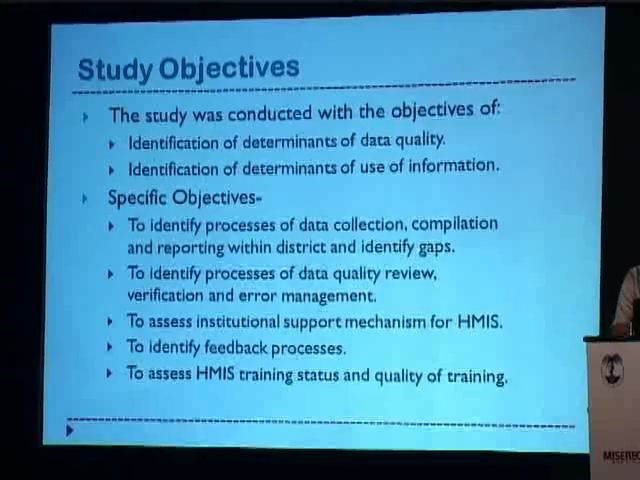 Study Objectives
The study was conducted with the objectives of:
Identification of determinants of data quality.
Identification of determinants of use of information.
Specific Objectives-
To identify processes of data collection, compilation
and reporting within district and identify gaps.
To identify processes of data quality review,
verification and error management.
To assess institutional support mechanism for HMIS.
To identify feedback processes.
To assess HMIS training status and quality of training.
MISEREO